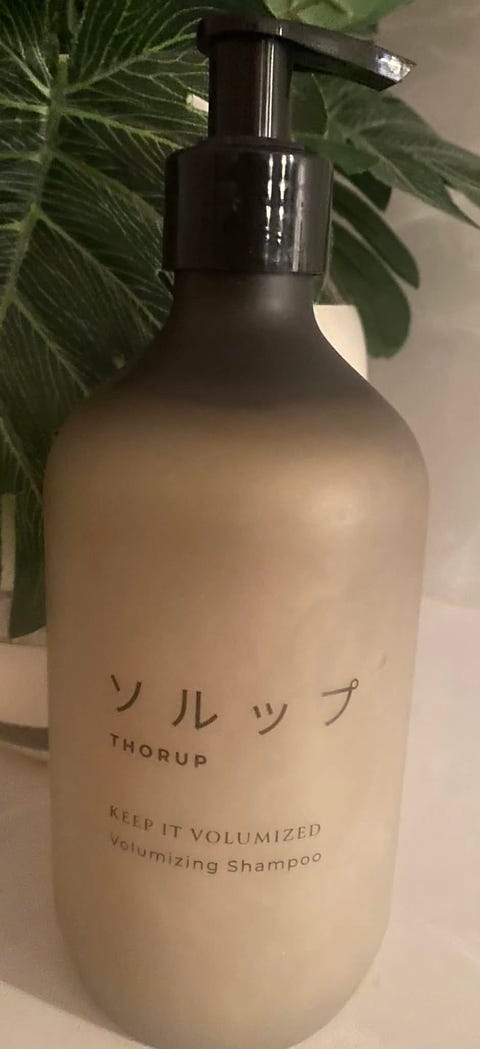 ソルップ
THORUP
KEEP IT VOLUMIZED
Volumizing Shampoo